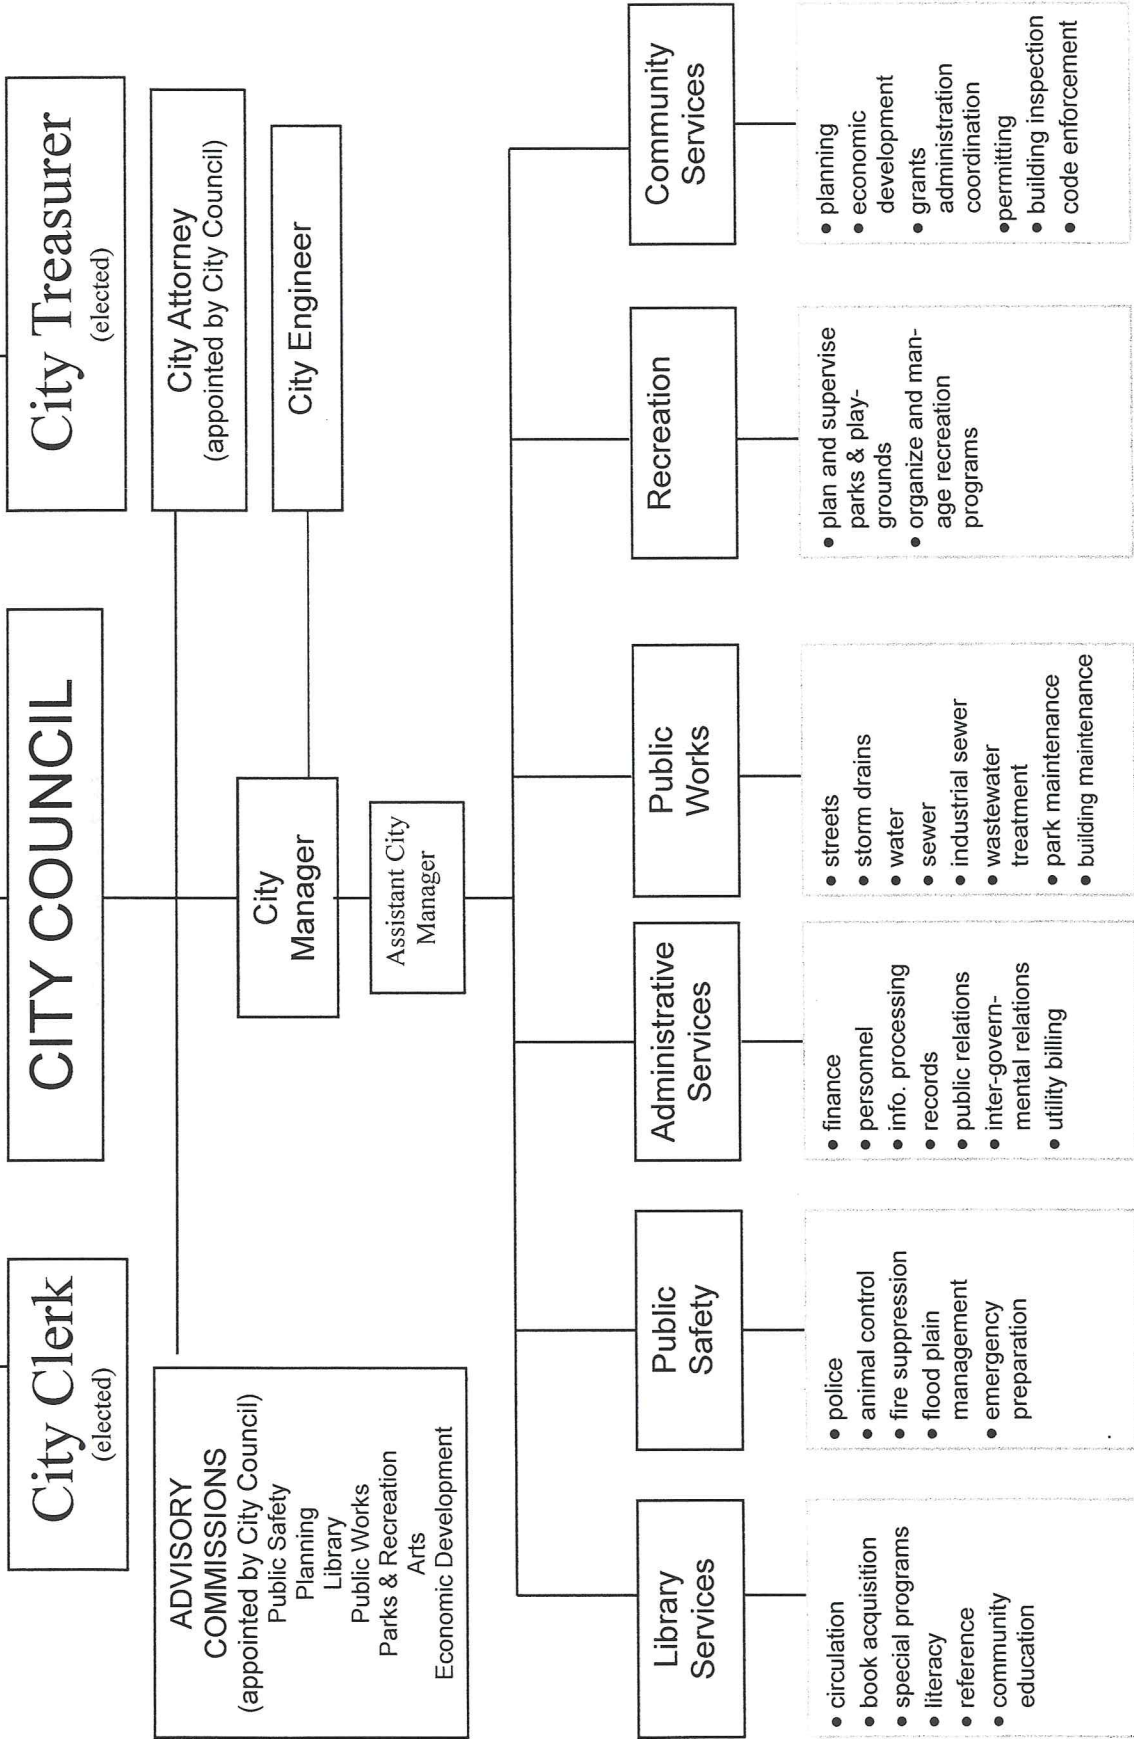 City Clerk
(elected)
CITY COUNCIL
City Treasurer
(elected)
ADVISORY
COMMISSIONS
(appointed by City Council)
Public Safety
Planning
Library
Public Works
Parks & Recreation
Arts
Economic Development
City Attorney
(appointed by City Council)
City
Manager
City Engineer
Assistant City
Manager
Library
Services
• circulation
• book acquisition
• special programs
• literacy
• reference
• community
education
Public
Safety
• police
• animal control
• fire suppression
• flood plain
management
• emergency
preparation
Administrative
Services
• finance
• personnel
• info. processing
• records
• public relations
• inter-govern-
mental relations
• utility billing
Public
Works
• streets
• storm drains
• water
• sewer
• industrial sewer
• wastewater
treatment
• park maintenance
• building maintenance
Recreation
• plan and supervise
parks & play-
grounds
• organize and man-
age recreation
programs
Community
Services
• planning
• economic
development
• grants
administration
coordination
•permitting
• building inspection
• code enforcement